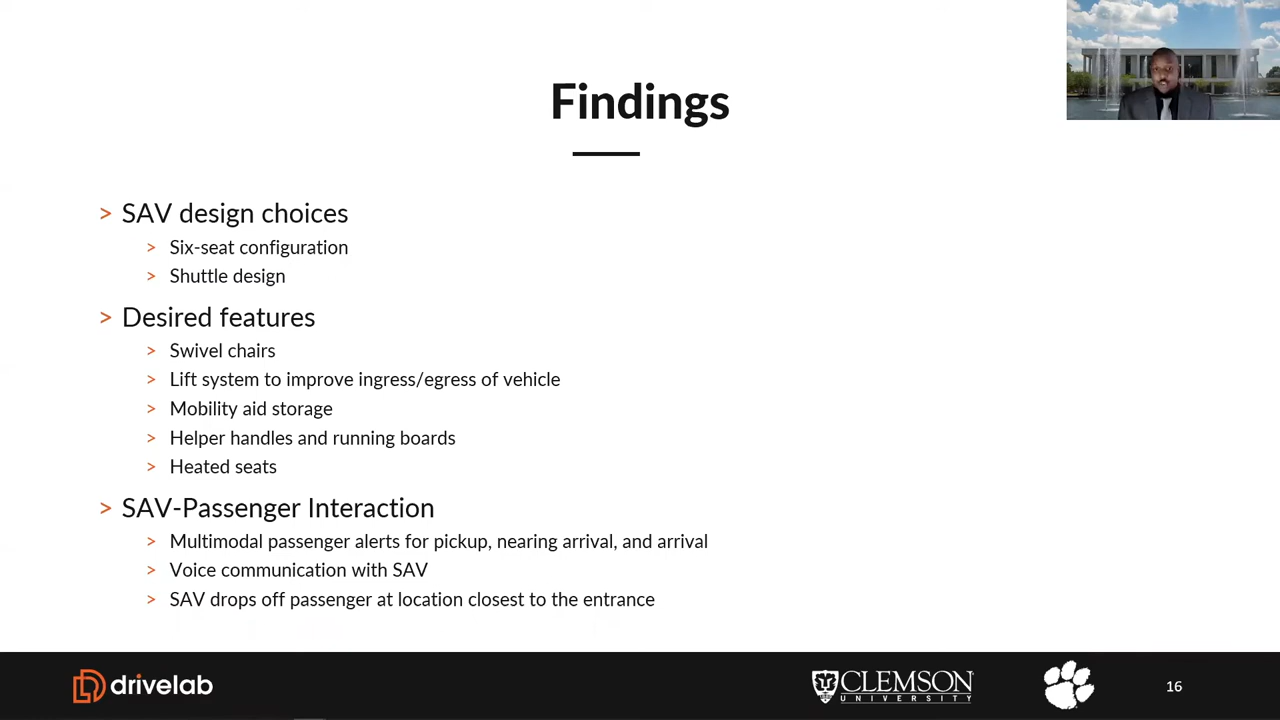 Findings
> SAV design choices
> Six-seat configuration
> Shuttle design
> Desired features
> Swivel chairs
> Lift system to improve ingress/egress of vehicle
> Mobility aid storage
> Helper handles and running boards
> Heated seats
> SAV-Passenger Interaction
> Multimodal passenger alerts for pickup, nearing arrival, and arrival
> Voice communication with SAV
> SAV drops off passenger at location closest to the entrance
drivelab
CLEMSON
UNIVERSITY
16